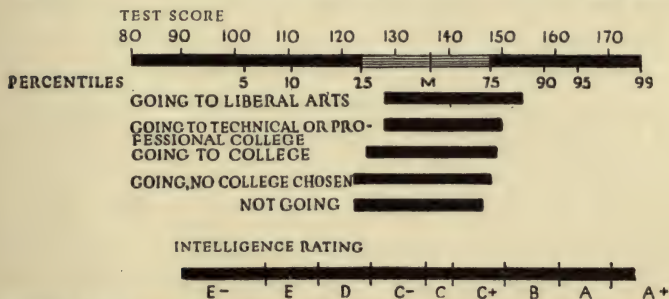 TEST SCORE
80 90 100 110 120 130 140 150 160 170
PERCENTILES 5 10 25 M 75 90 95 99
GOING TO LIBERAL ARTS
GOING TO TECHNICAL OR PRO-
FESSIONAL COLLEGE
GOING TO COLLEGE
GOING, NO COLLEGE CHOSEN
NOT GOING
INTELLIGENCE RATING
E- E D C- C C+ B A A+